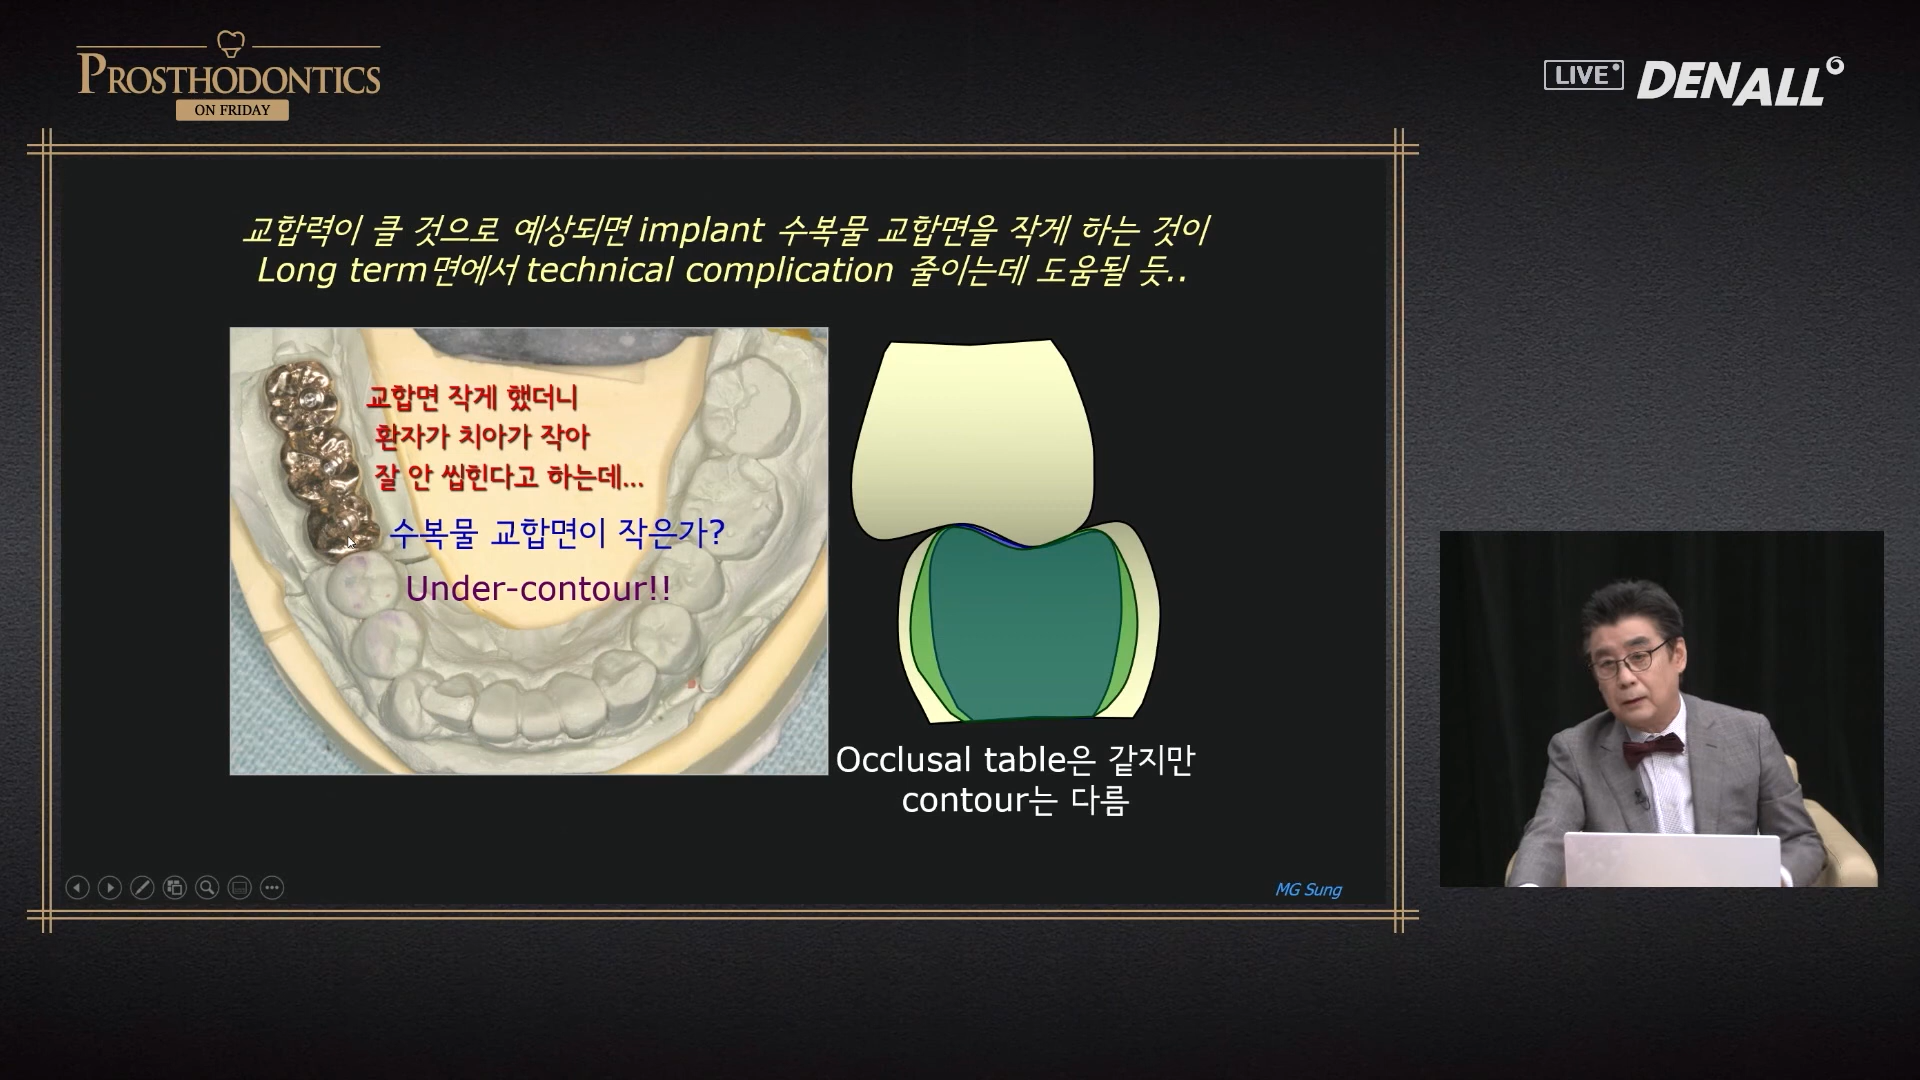 PROSTHODONTICS
ON FRIDAY
LIVE
DENALL
교합력이 클 것으로 예상되면 implant 수복물 교합면을 작게 하는 것이
Long term면에서 technical complication 줄이는데 도움될 듯..
교합면 작게 했더니
환자가 치아가 작아
잘 안 씹힌다고 하는데...
수복물 교합면이 작은가?
Under-contour!!
Occlusal table은 같지만
contour는 다름
MG Sung